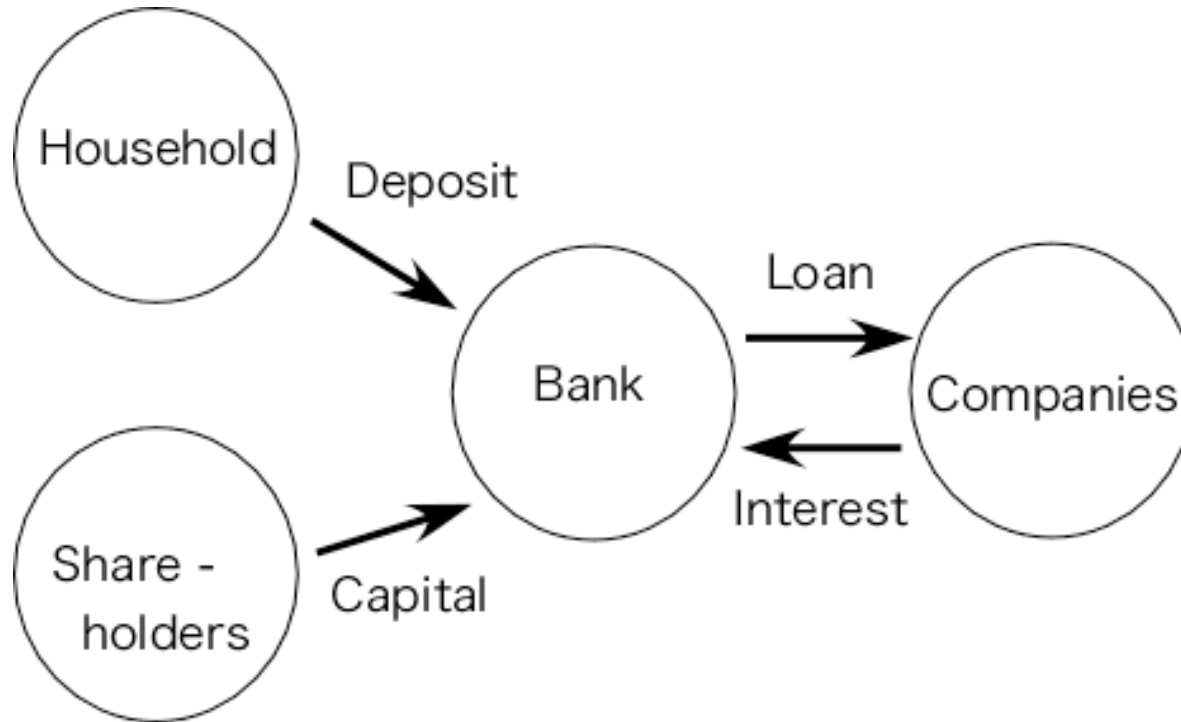 Household
Deposit
Loan
Bank
Companies
Interest
Share -
holders
Capital